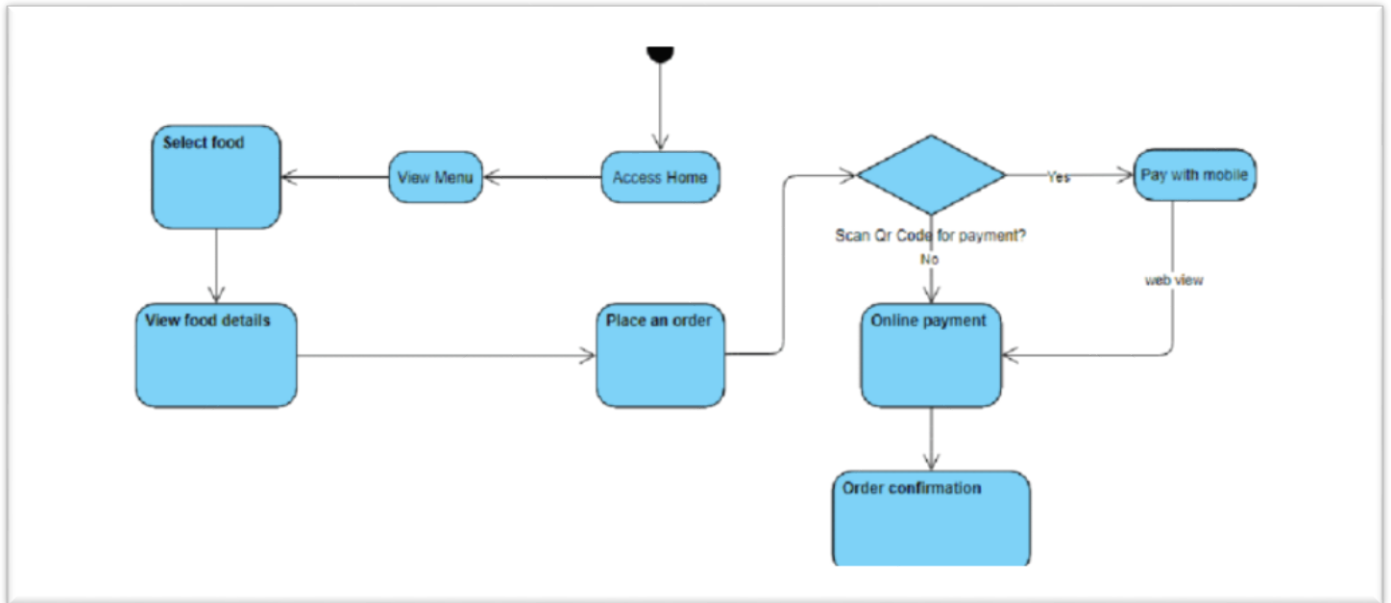 Select food
View Menu
Access Home
Yes
Pay with mobile
Scan Qr Code for payment?
No
web view
View food details
Place an order
Online payment
Order confirmation